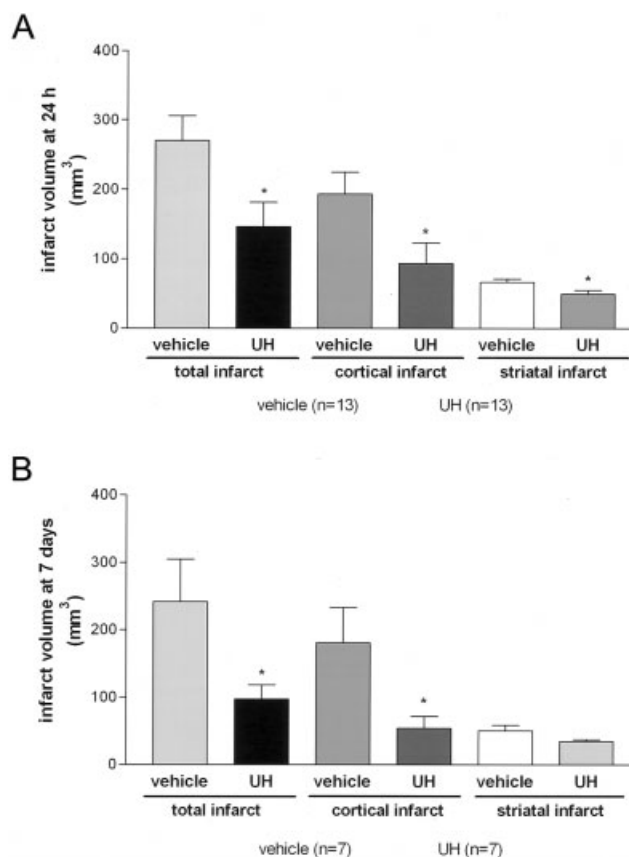 A
infarct volume at 24 h
(mm³)
400
300
200
100
0
*
*
*
vehicle UH vehicle UH vehicle UH
total infarct cortical infarct striatal infarct
vehicle (n=13) UH (n=13)
B
infarct volume at 7 days
(mm³)
400
300
200
100
0
*
*
vehicle UH vehicle UH vehicle UH
total infarct cortical infarct striatal infarct
vehicle (n=7) UH (n=7)